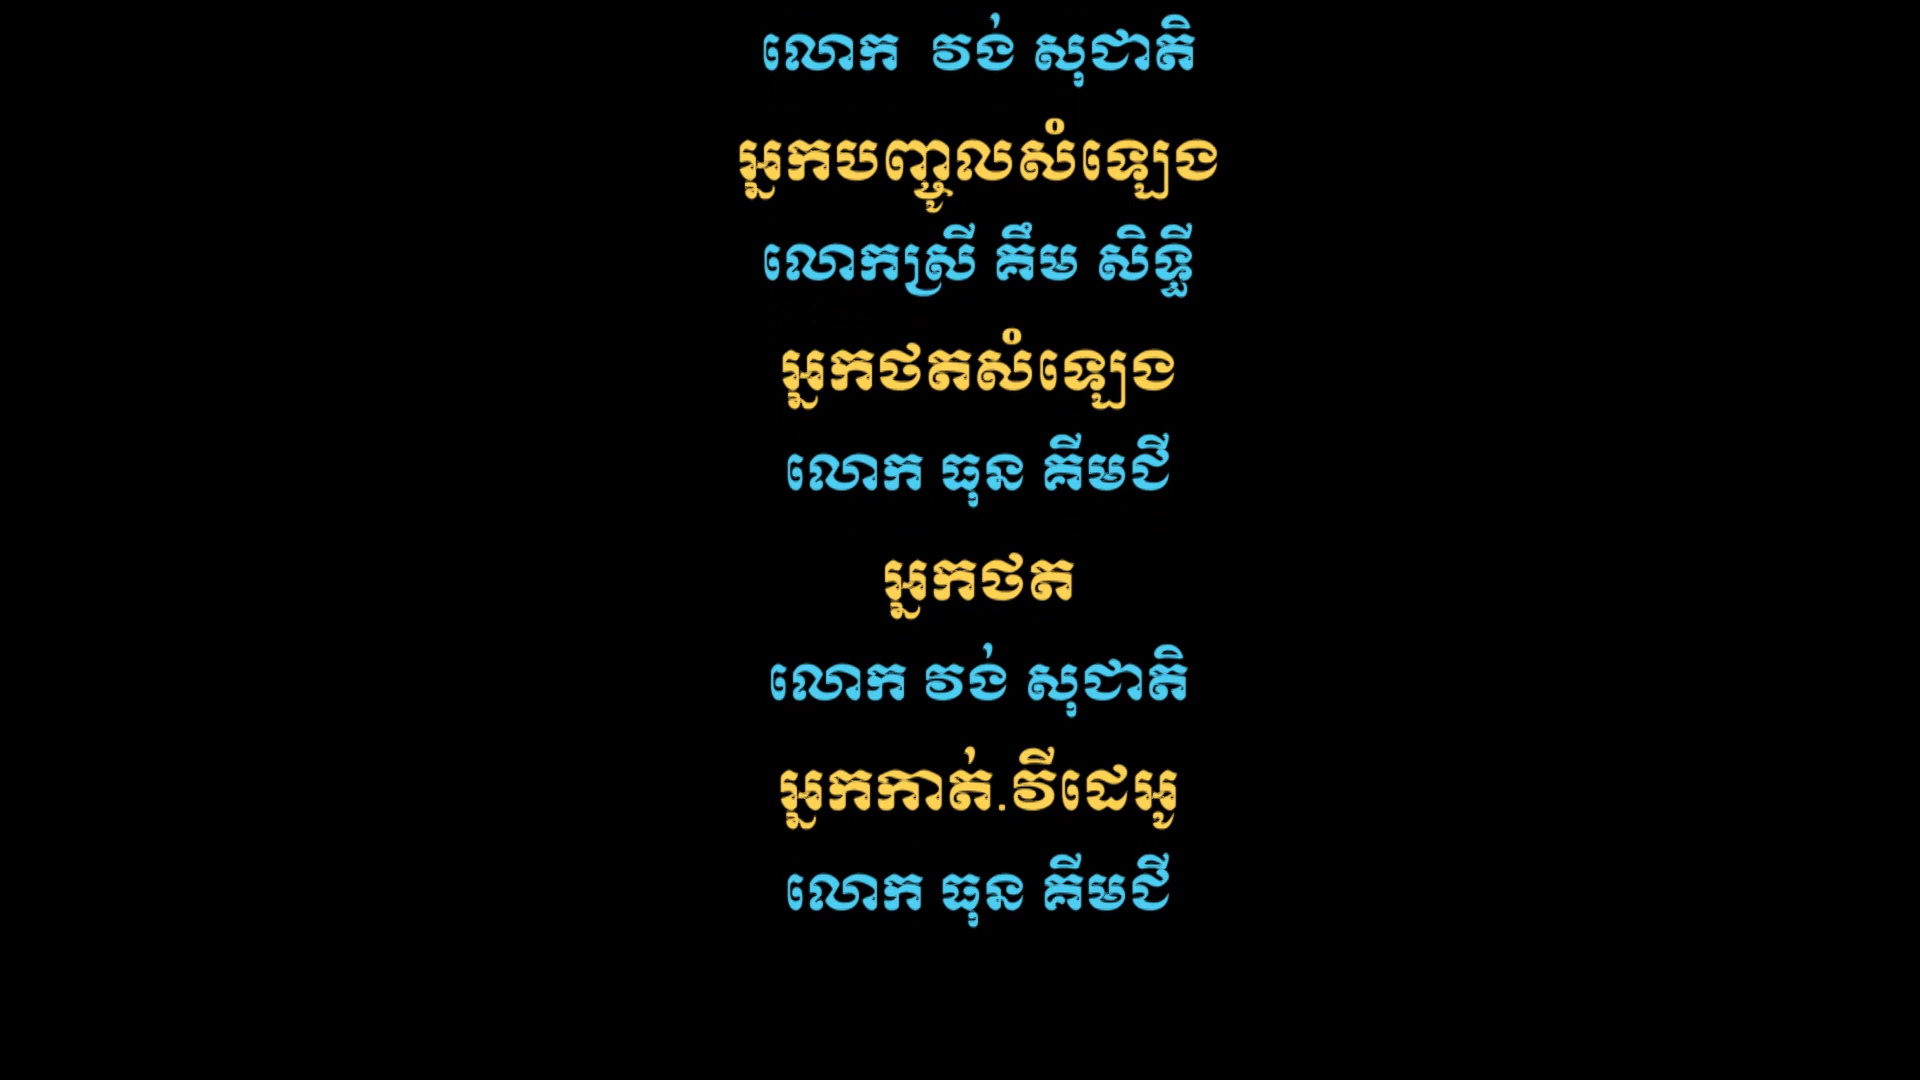 លោក វង់ សុជាតិ
អ្នកបញ្ចូលសំឡេង
លោកស្រី គឹម សិទ្ធី
អ្នកថតសំឡេង
លោក ធុន គីមជី
អ្នកថត
លោក វង់ សុជាតិ
អ្នកកាត់.វីដេអូ
លោក ធុន គីមជី